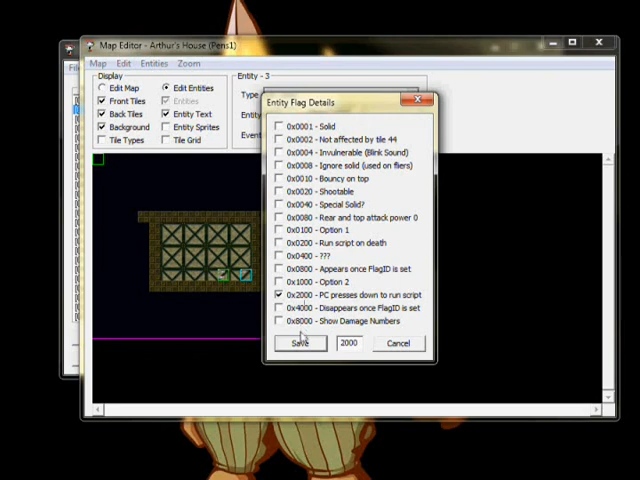 Map Editor - Arthur's House (Pens1)
Map Edit Entities Zoom
Display
Edit Map
Edit Entities
Front Tiles
Entities
Back Tiles
Entity Text
Background
Entity Sprites
Tile Types
Tile Grid
Entity - 3
Type
Entity
Event
Entity Flag Details
0x0001 - Solid
0x0002 - Not affected by tile 44
0x0004 - Invulnerable (Blink Sound)
0x0008 - Ignore solid (used on fliers)
0x0010 - Bouncy on top
0x0020 - Shootable
0x0040 - Special Solid?
0x0080 - Rear and top attack power 0
0x0100 - Option 1
0x0200 - Run script on death
0x0400 - ???
0x0800 - Appears once FlagID is set
0x1000 - Option 2
0x2000 - PC presses down to run script
0x4000 - Disappears once FlagID is set
0x8000 - Show Damage Numbers
Save 2000 Cancel